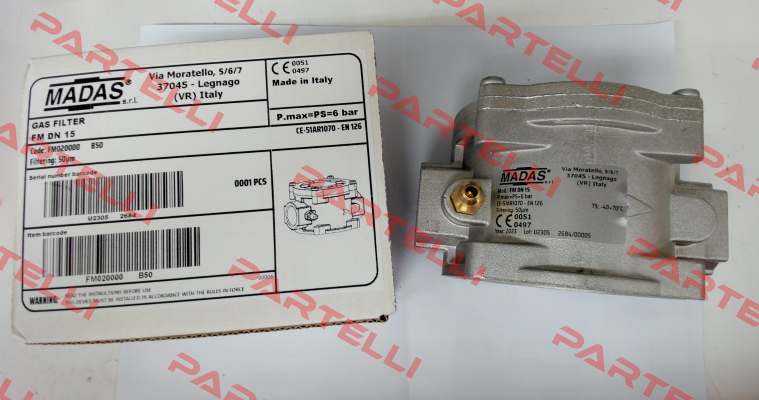 MADAS®
s.r.l.
Via Moratello, 5/6/7
37045 - Legnago
(VR) Italy
CE 0051
0497
Made in Italy
GAS FILTER
FM DN 15
Code: FM020000 B50
Filtering: 50µm
P.max=PS=6 bar
CE-51AR1070 - EN 126
Serial number barcode
U2305 2684
0001 PCS
Item barcode
FM020000 B50
00005
WARNING:
READ THE INSTRUCTIONS BEFORE USE
THIS DEVICE MUST BE INSTALLED IN ACCORDANCE WITH THE RULES IN FORCE
MADAS®
Via Moratello, 5/6/7
37045 - Legnago
(VR) Italy
Mod: FM DN 15
P.max=PS=6 bar
CE-51AR1070 - EN 126
Filtering: 50µm
TS: -40+70°C
CE 0051
0497
Year: 2023 Lot: U2305 2684/00005
PARTELLI
PARTELLI
PARTELLI
PARTELLI
PARTELLI
PARTELLI